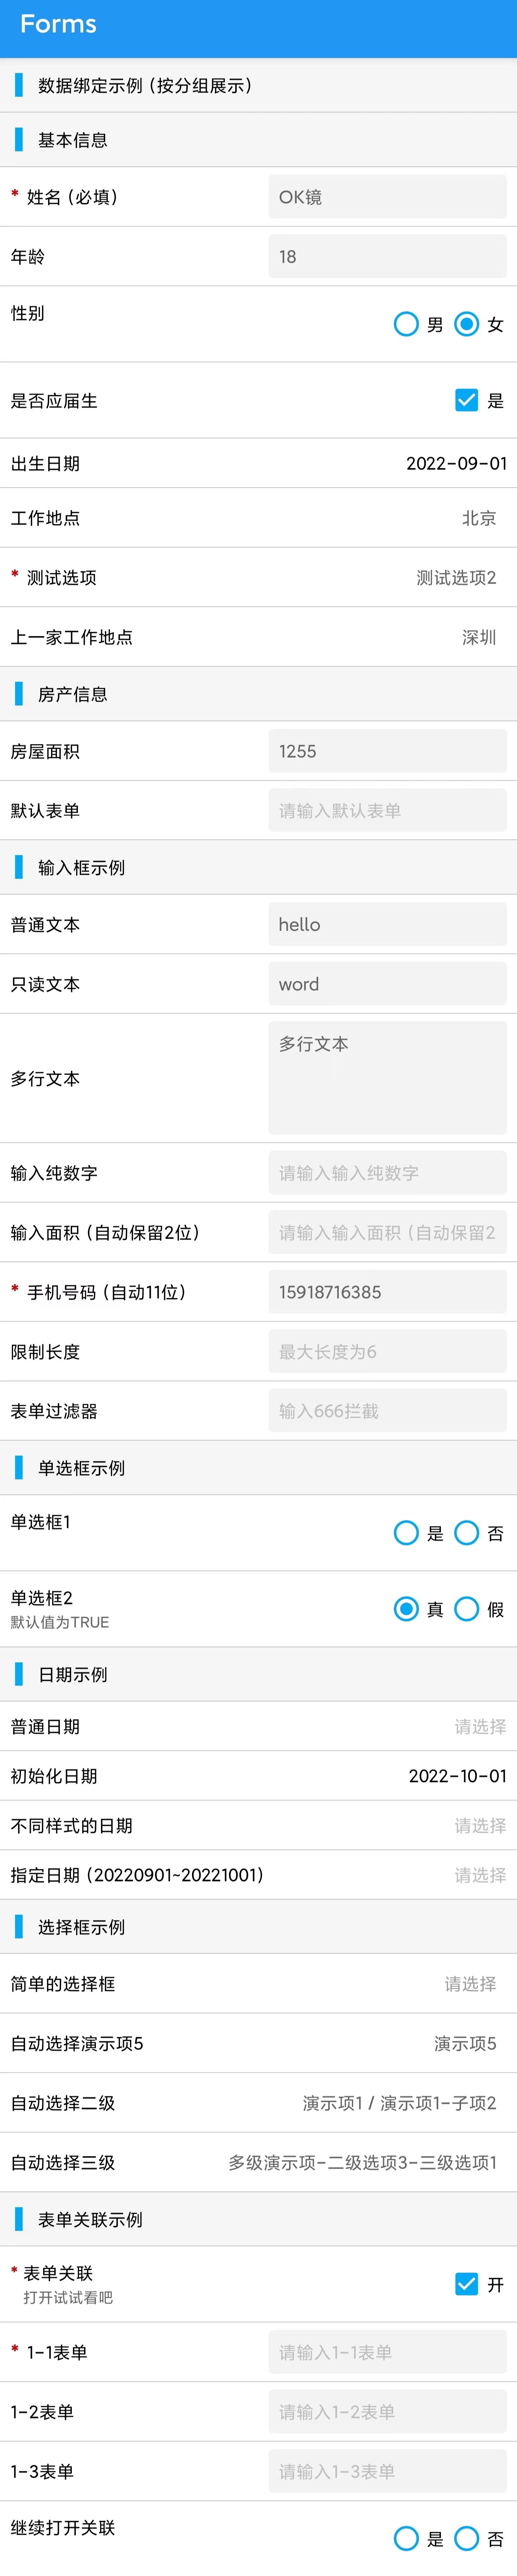 Forms
数据绑定示例（按分组展示）
基本信息
* 姓名（必填） OK镜
年龄 18
性别 男 女
是否应届生 是
出生日期 2022-09-01
工作地点 北京
* 测试选项 测试选项2
上一家工作地点 深圳
房产信息
房屋面积 1255
默认表单 请输入默认表单
输入框示例
普通文本 hello
只读文本 word
多行文本 多行文本
输入纯数字 请输入输入纯数字
输入面积（自动保留2位） 请输入输入面积（自动保留2
* 手机号码（自动11位） 15918716385
限制长度 最大长度为6
表单过滤器 输入666拦截
单选框示例
单选框1 是 否
单选框2 真 假
默认值为TRUE
日期示例
普通日期 请选择
初始化日期 2022-10-01
不同样式的日期 请选择
指定日期（20220901~20221001） 请选择
选择框示例
简单的选择框 请选择
自动选择演示项5 演示项5
自动选择二级 演示项1 / 演示项1-子项2
自动选择三级 多级演示项-二级选项3-三级选项1
表单关联示例
* 表单关联 开
打开试试看吧
* 1-1表单 请输入1-1表单
1-2表单 请输入1-2表单
1-3表单 请输入1-3表单
继续打开关联 是 否